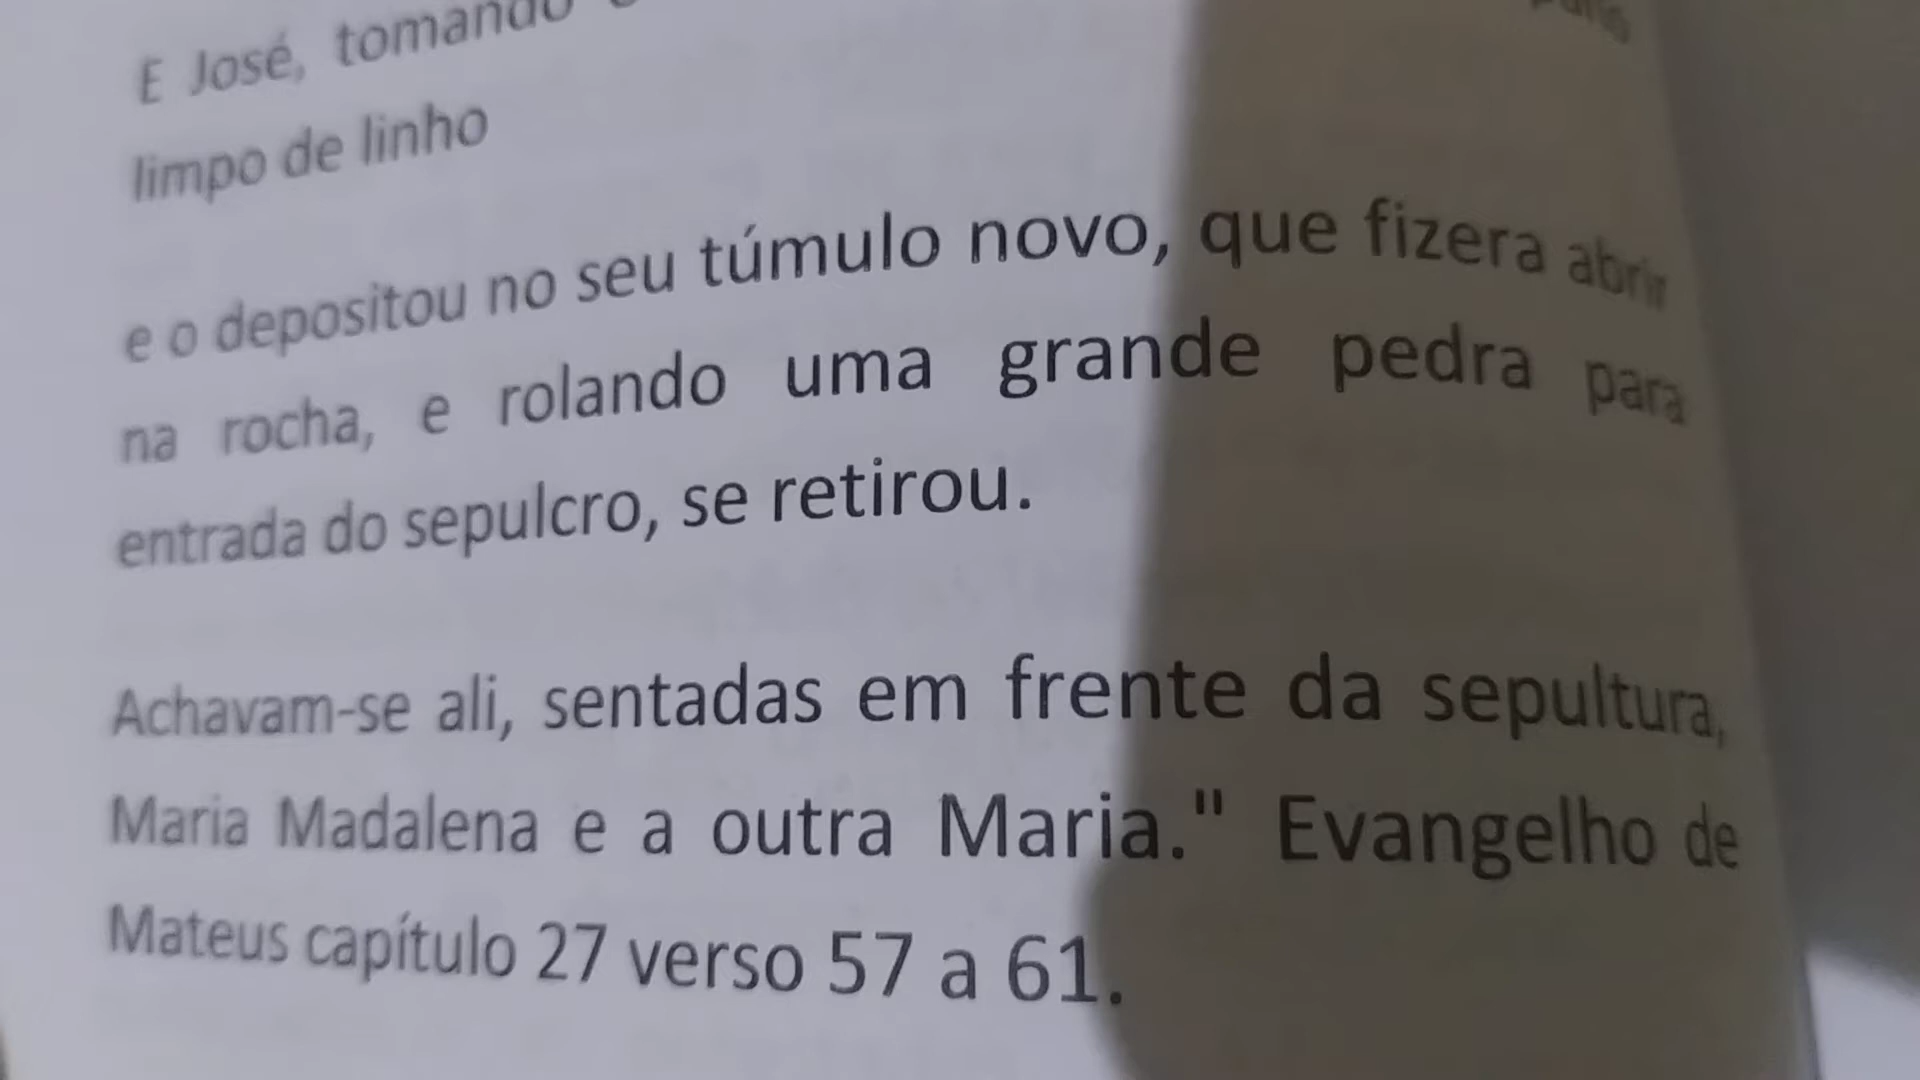 E José, tomando
limpo de linho
e o depositou no seu túmulo novo, que fizera abrir
na rocha, e rolando uma grande pedra para
entrada do sepulcro, se retirou.
Achavam-se ali, sentadas em frente da sepultura,
Maria Madalena e a outra Maria." Evangelho de
Mateus capítulo 27 verso 57 a 61.